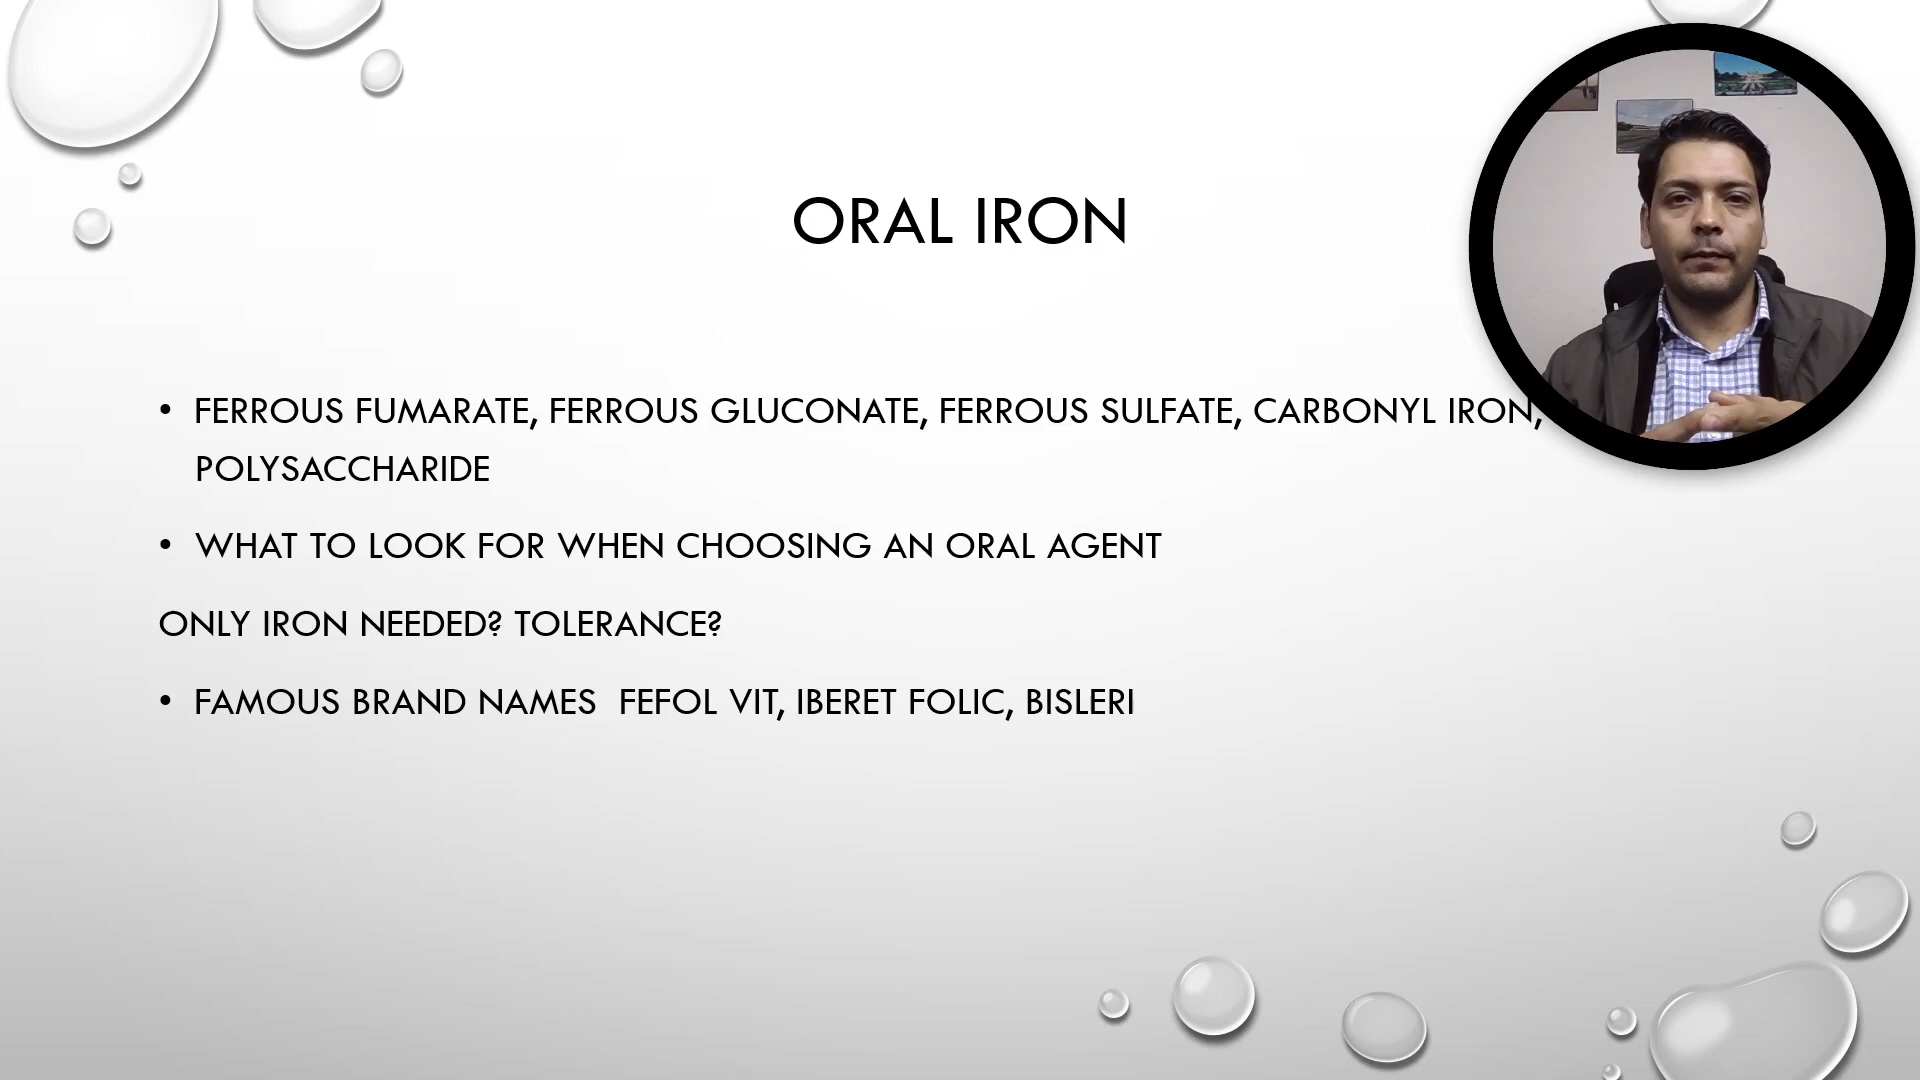 ORAL IRON
• FERROUS FUMARATE, FERROUS GLUCONATE, FERROUS SULFATE, CARBONYL IRON,
POLYSACCHARIDE
• WHAT TO LOOK FOR WHEN CHOOSING AN ORAL AGENT
ONLY IRON NEEDED? TOLERANCE?
• FAMOUS BRAND NAMES  FEFOL VIT, IBERET FOLIC, BISLERI